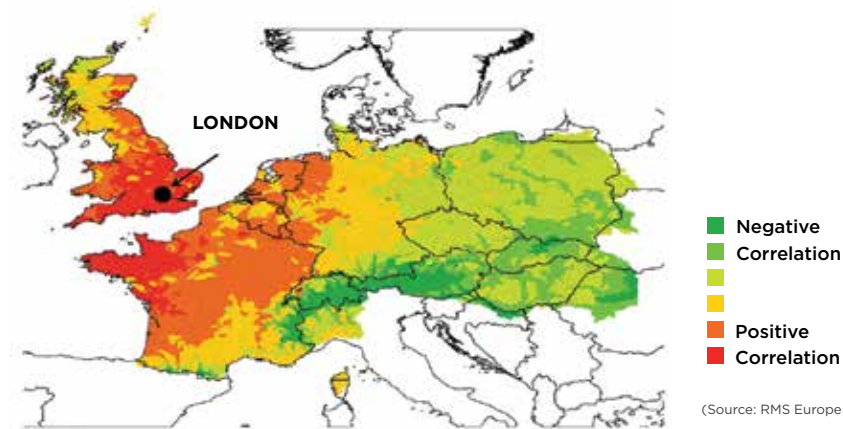 LONDON
Negative
Correlation
Positive
Correlation
(Source: RMS Europe